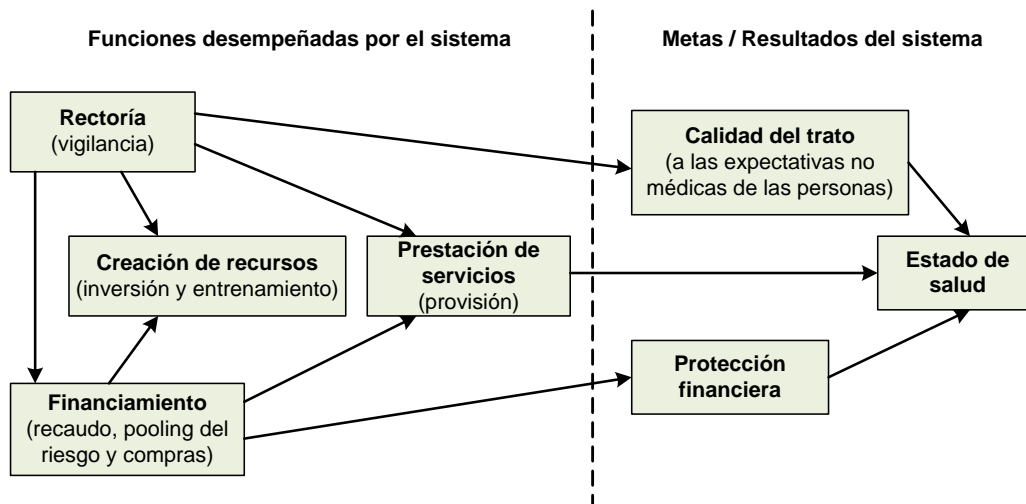 Funciones desempeñadas por el sistema
Metas / Resultados del sistema
Rectoría
(vigilancia)
Calidad del trato
(a las expectativas no
médicas de las personas)
Creación de recursos
(inversión y entrenamiento)
Prestación de
servicios
(provisión)
Estado de
salud
Protección
financiera
Financiamiento
(recaudo, pooling del
riesgo y compras)